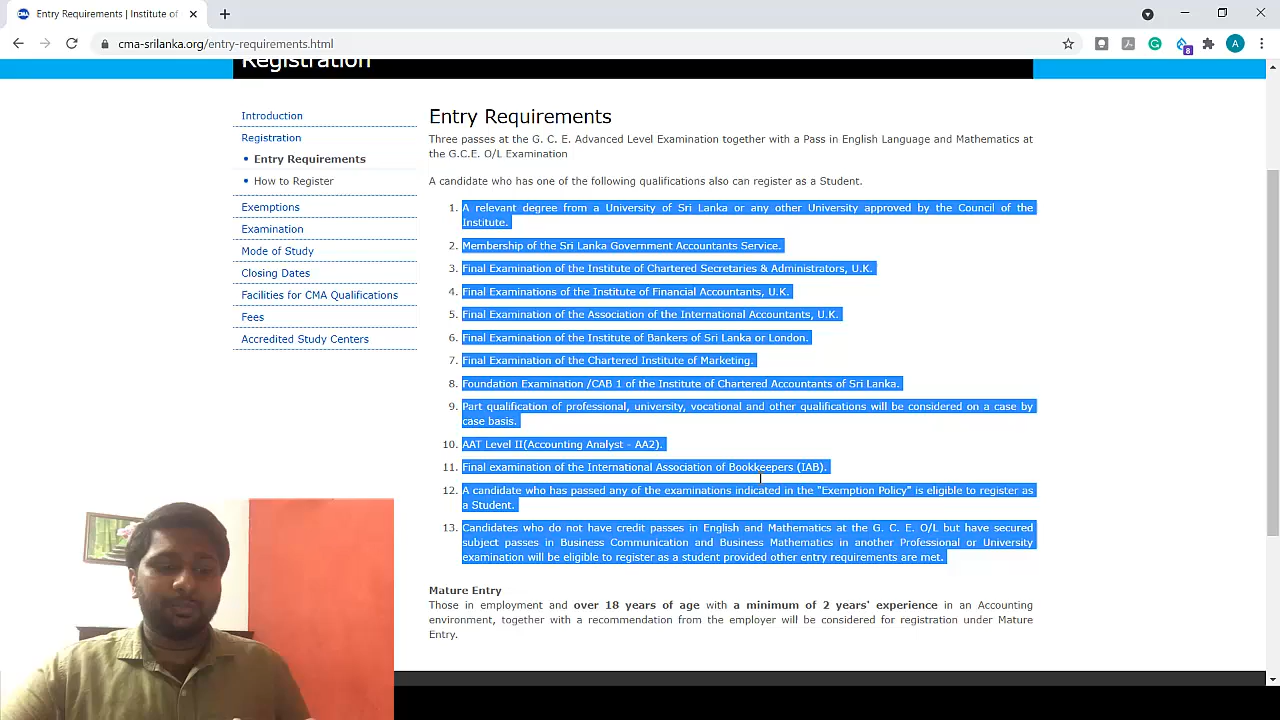 Entry Requirements | Institute of
cma-srilanka.org/entry-requirements.html
8
A
Registration
Introduction
Registration
• Entry Requirements
• How to Register
Exemptions
Examination
Mode of Study
Closing Dates
Facilities for CMA Qualifications
Fees
Accredited Study Centers
Entry Requirements
Three passes at the G. C. E. Advanced Level Examination together with a Pass in English Language and Mathematics at
the G.C.E. O/L Examination
A candidate who has one of the following qualifications also can register as a Student.
1. A relevant degree from a University of Sri Lanka or any other University approved by the Council of the
Institute.
2. Membership of the Sri Lanka Government Accountants Service.
3. Final Examination of the Institute of Chartered Secretaries & Administrators, U.K.
4. Final Examinations of the Institute of Financial Accountants, U.K.
5. Final Examination of the Association of the International Accountants, U.K.
6. Final Examination of the Institute of Bankers of Sri Lanka or London.
7. Final Examination of the Chartered Institute of Marketing.
8. Foundation Examination /CAB 1 of the Institute of Chartered Accountants of Sri Lanka.
9. Part qualification of professional, university, vocational and other qualifications will be considered on a case by
case basis.
10. AAT Level II(Accounting Analyst - AA2).
11. Final examination of the International Association of Bookkeepers (IAB).
12. A candidate who has passed any of the examinations indicated in the "Exemption Policy" is eligible to register as
a Student.
13. Candidates who do not have credit passes in English and Mathematics at the G. C. E. O/L but have secured
subject passes in Business Communication and Business Mathematics in another Professional or University
examination will be eligible to register as a student provided other entry requirements are met.
Mature Entry
Those in employment and over 18 years of age with a minimum of 2 years' experience in an Accounting
environment, together with a recommendation from the employer will be considered for registration under Mature
Entry.